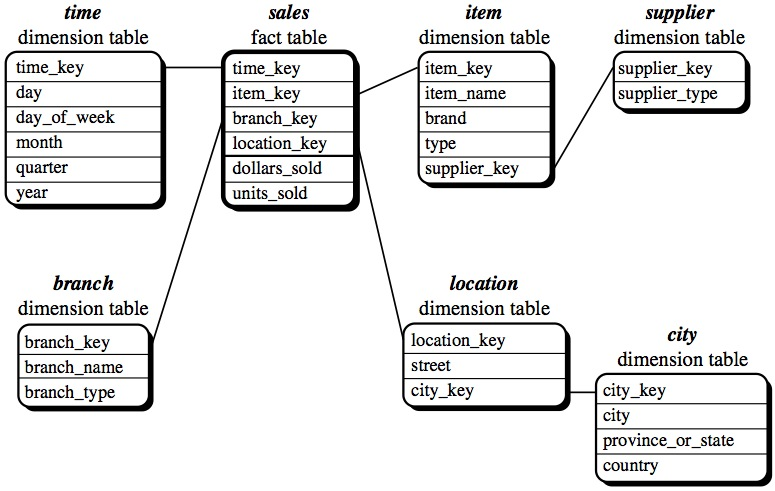 time
dimension table
time_key
day
day_of_week
month
quarter
year
sales
fact table
time_key
item_key
branch_key
location_key
dollars_sold
units_sold
item
dimension table
item_key
item_name
brand
type
supplier_key
supplier
dimension table
supplier_key
supplier_type
branch
dimension table
branch_key
branch_name
branch_type
location
dimension table
location_key
street
city_key
city
dimension table
city_key
city
province_or_state
country